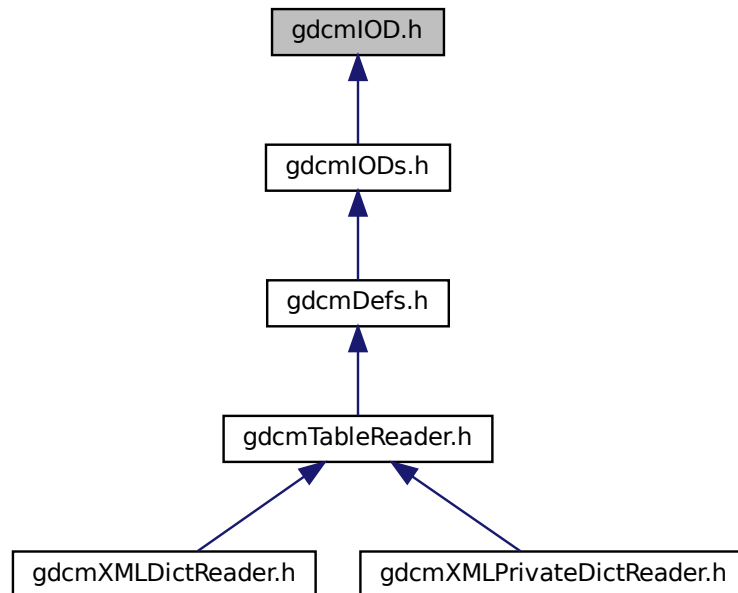 gdcmIOD.h
gdcmIODs.h
gdcmDefs.h
gdcmTableReader.h
gdcmXMLDictReader.h
gdcmXMLPrivateDictReader.h